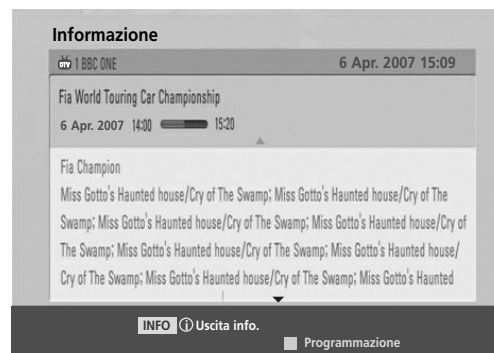 Informazione
DTV 1 BBC ONE 6 Apr. 2007 15:09
Fia World Touring Car Championship
6 Apr. 2007 14:00 15:20
Fia Champion
Miss Gotto's Haunted house/Cry of The Swamp; Miss Gotto's Haunted house/Cry of The
Swamp; Miss Gotto's Haunted house/Cry of The Swamp; Miss Gotto's Haunted house/Cry of
The Swamp; Miss Gotto's Haunted house/Cry of The Swamp; Miss Gotto's Haunted house/
Cry of The Swamp; Miss Gotto's Haunted house/Cry of The Swamp; Miss Gotto's Haunted
INFO ⓘ Uscita info.
Programmazione